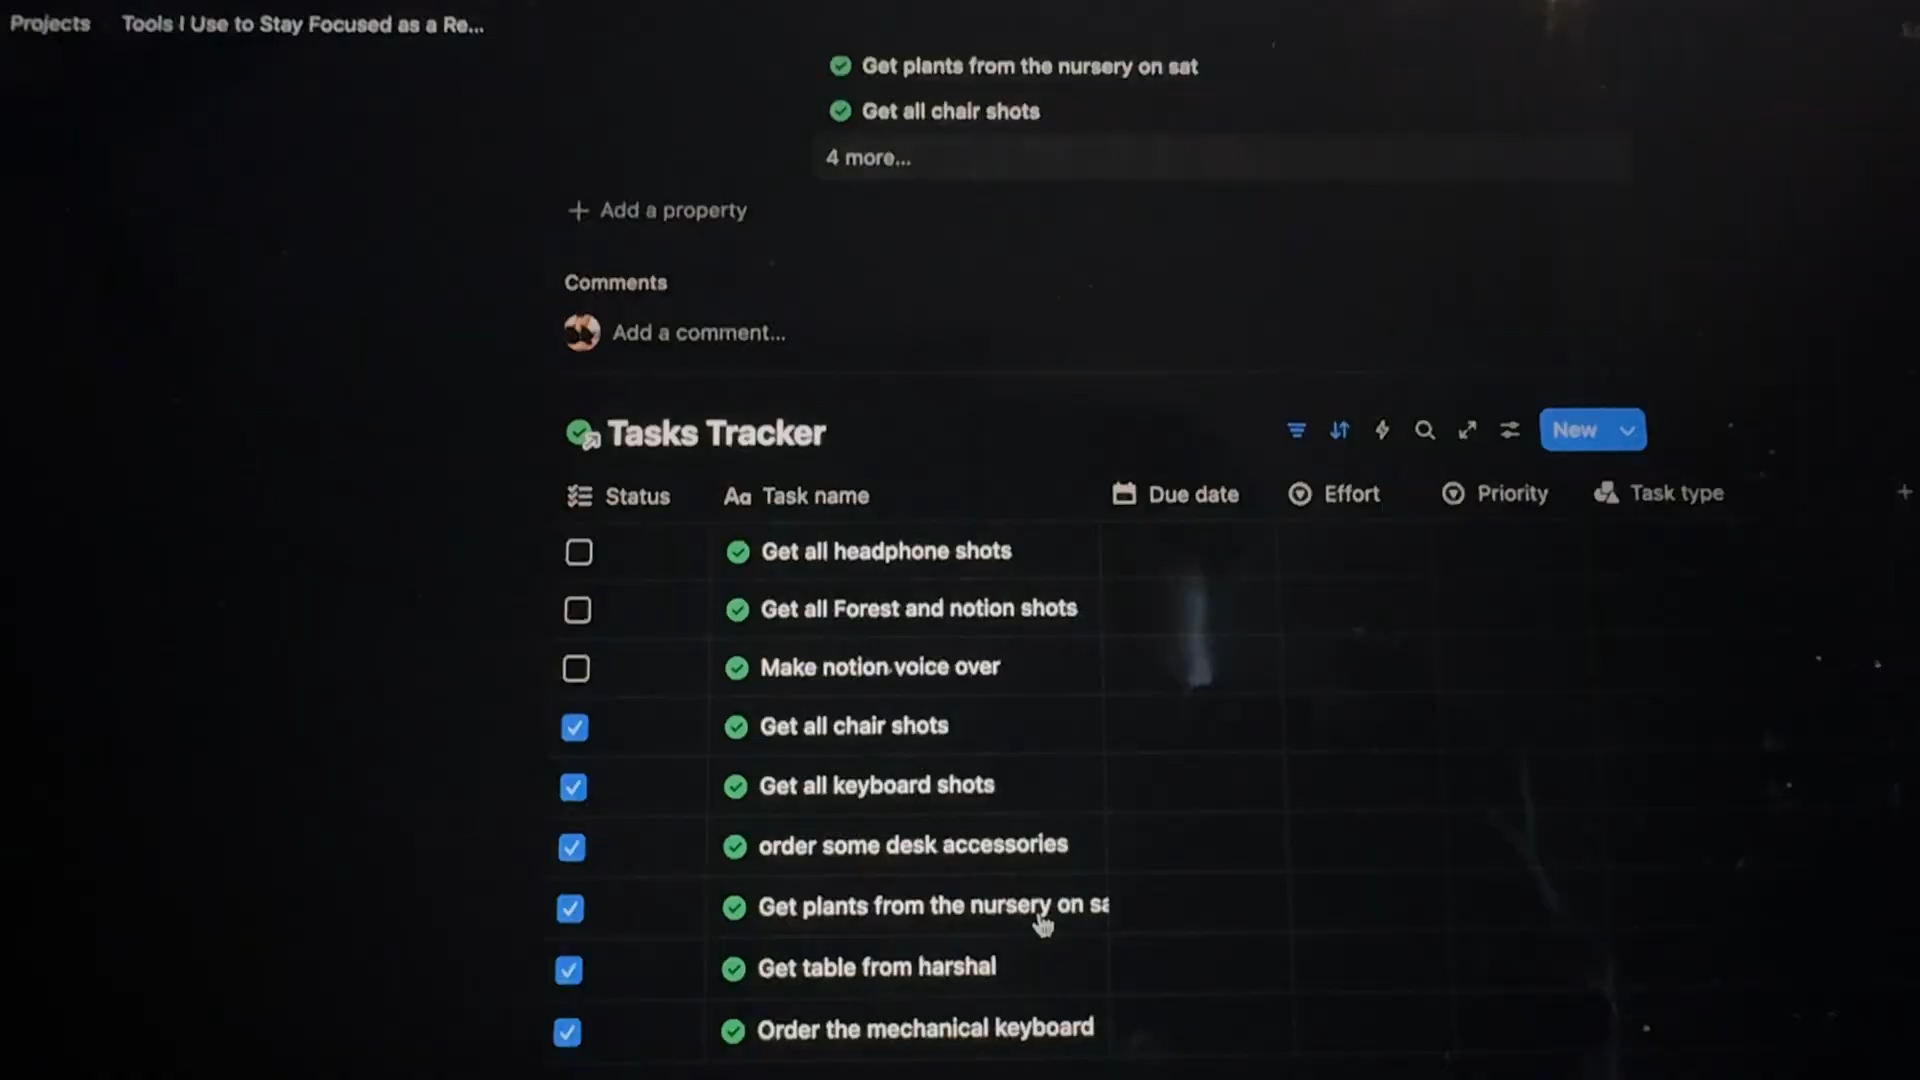 Projects Tools I Use to Stay Focused as a Re...
Get plants from the nursery on sat
Get all chair shots
4 more...
Add a property
Comments
Add a comment...
Tasks Tracker
New
Status Aa Task name Due date Effort Priority Task type
Get all headphone shots
Get all Forest and notion shots
Make notion voice over
Get all chair shots
Get all keyboard shots
order some desk accessories
Get plants from the nursery on sa
Get table from harshal
Order the mechanical keyboard